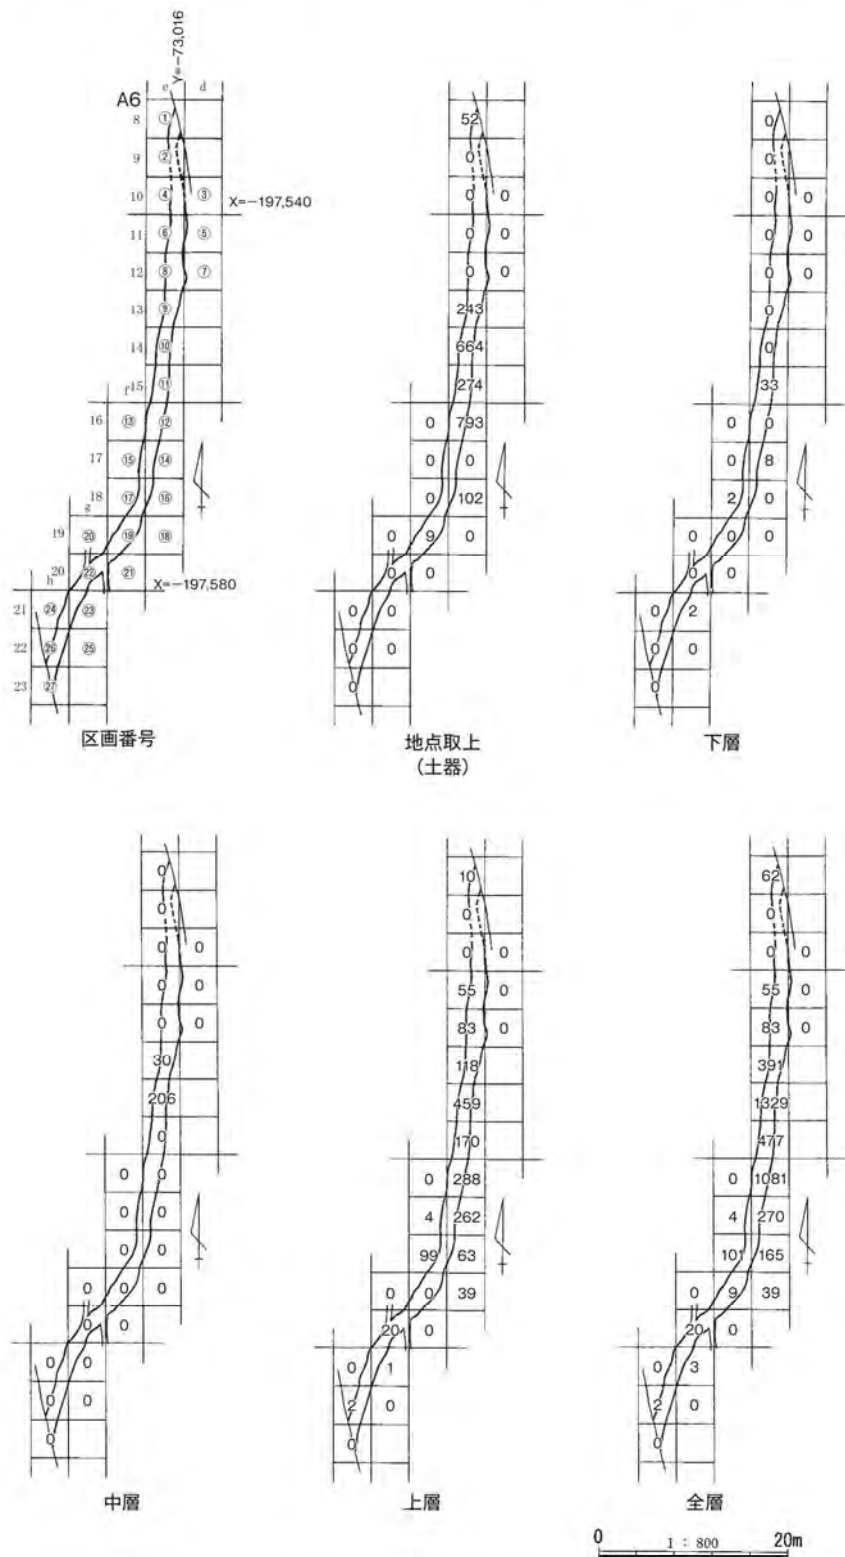 Y=-73,016
e d
A6
8 ①
9 ②
10 ④ ③ X=-197,540
11 ⑥ ⑤
12 ⑧ ⑦
13 ⑨
14 ⑩
f 15 ⑪
16 ⑬ ⑫
17 ⑮ ⑭
18 ⑰ ⑯
g
19 ⑳ ⑲ ⑱
20 ㉒ ㉑ X=-197,580
h
21 ㉔ ㉓
22 ㉖ ㉕
23 ㉗
区画番号
52
0
0 0
0 0
0 0
243
664
274
0 793
0 0
0 102
0 9 0
0 0
0 0
0 0
0
地点取上
(土器)
0
0
0 0
0 0
0 0
0
0
33
0 0
0 8
2 0
0 0 0
0 0
0 2
0 0
0
下層
0
0
0 0
0 0
0 0
30
206
0
0 0
0 0
0 0
0 0 0
0 0
0 0
0 0
0
中層
10
0
0 0
55 0
83 0
118
459
170
0 288
4 262
99 63
0 0 39
20 0
0 1
2 0
0
上層
62
0
0 0
55 0
83 0
391
1329
477
0 1081
4 270
101 165
0 9 39
20 0
0 3
2 0
0
全層
0 1 : 800 20m